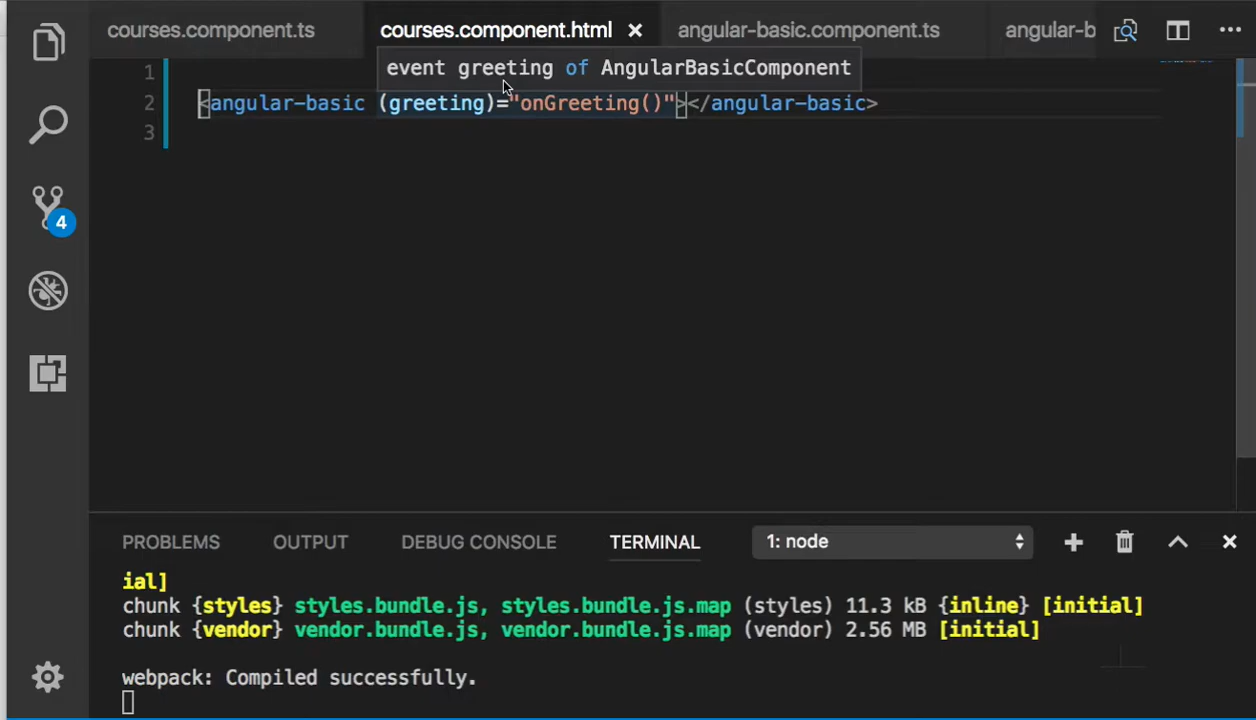 courses.component.ts
courses.component.html
angular-basic.component.ts
angular-b
event greeting of AngularBasicComponent
1
2 <angular-basic (greeting)="onGreeting()"></angular-basic>
3
4
PROBLEMS OUTPUT DEBUG CONSOLE TERMINAL 1: node
ial]
chunk {styles} styles.bundle.js, styles.bundle.js.map (styles) 11.3 kB {inline} [initial]
chunk {vendor} vendor.bundle.js, vendor.bundle.js.map (vendor) 2.56 MB [initial]
webpack: Compiled successfully.